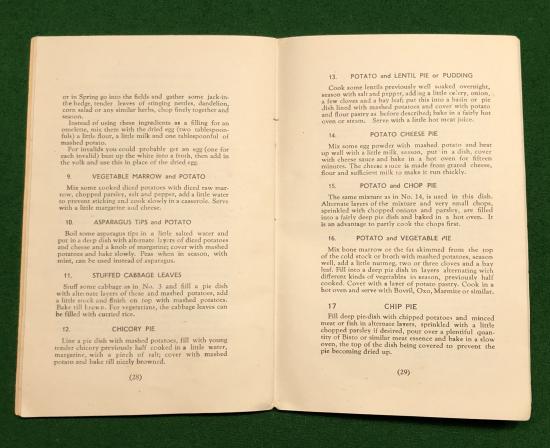 or in Spring go into the fields and gather some jack-in-
the-hedge, tender leaves of stinging nettles, dandelion,
corn salad or any similar herbs, chop finely together and
season.
Instead of using these ingredients as a filling for an
omelette, mix them with the dried egg (two tablespoon-
fuls) a little flour, a little milk and one tablespoonful of
mashed potato.
For invalids you could probably get an egg (one for
each invalid) beat up the white into a froth, then add in
the yolk and use this in place of the dried egg.
9. VEGETABLE MARROW and POTATO
Mix some cooked diced potatoes with diced raw mar-
row, chopped parsley, salt and pepper, add a little water
to prevent sticking and cook slowly in a casserole. Serve
with a little margarine and cheese.
10. ASPARAGUS TIPS and POTATO
Boil some asparagus tips in a little salted water and
put in a deep dish with alternate layers of diced potatoes
and cheese and a knob of margarine; cover with mashed
potatoes and bake slowly. Peas when in season, with
mint, can be used instead of asparagus.
11. STUFFED CABBAGE LEAVES
Stuff some cabbage as in No. 3 and fill a pie dish
with alternate layers of these and mashed potatoes, add
a little stock and finish on top with mashed potatoes.
Bake till brown. For vegetarians, the cabbage leaves can
be filled with curried rice.
12. CHICORY PIE
Line a pie dish with mashed potatoes, fill with young
tender chicory previously half cooked in a little water,
margarine, with a pinch of salt; cover with mashed
potato and bake till nicely browned.
(28)
13. POTATO and LENTIL PIE or PUDDING
Cook some lentils previously well soaked overnight,
season with salt and pepper, adding a little celery, onion,
a few cloves and a bay leaf; put this into a basin or pie
dish lined with mashed potatoes and cover with potato
and flour pastry as before described; bake in a fairly hot
oven or steam. Serve with a little hot meat juice.
14. POTATO CHEESE PIE
Mix some egg powder with mashed potato and beat
up well with a little milk, season, put in a dish, cover
with cheese sauce and bake in a hot oven for fifteen
minutes. The cheese sauce is made from grated cheese,
flour and sufficient milk to make it run thickly.
15. POTATO and CHOP PIE
The same mixture as in No. 14, is used in this dish.
Alternate layers of the mixture and very small chops,
sprinkled with chopped onions and parsley, are filled
into a fairly deep pie dish and baked in a hot oven. It
is an advantage to partly cook the chops first.
16. POTATO and VEGETABLE PIE
Mix bone marrow or the fat skimmed from the top
of the cold stock or broth with mashed potatoes, season
well, add a little nutmeg, two or three cloves and a bay
leaf. Fill into a deep pie dish in layers alternating with
different kinds of vegetables in season, previously half
cooked. Cover with a layer of potato pastry. Cook in a
hot oven and serve with Bovril, Oxo, Marmite or similar.
17 CHIP PIE
Fill deep pie-dish with chipped potatoes and minced
meat or fish in alternate layers, sprinkled with a little
chopped parsley if desired, pour over a plentiful quan-
tity of Bisto or similar meat essence and bake in a slow
oven, the top of the dish being covered to prevent the
pie becoming dried up.
(29)